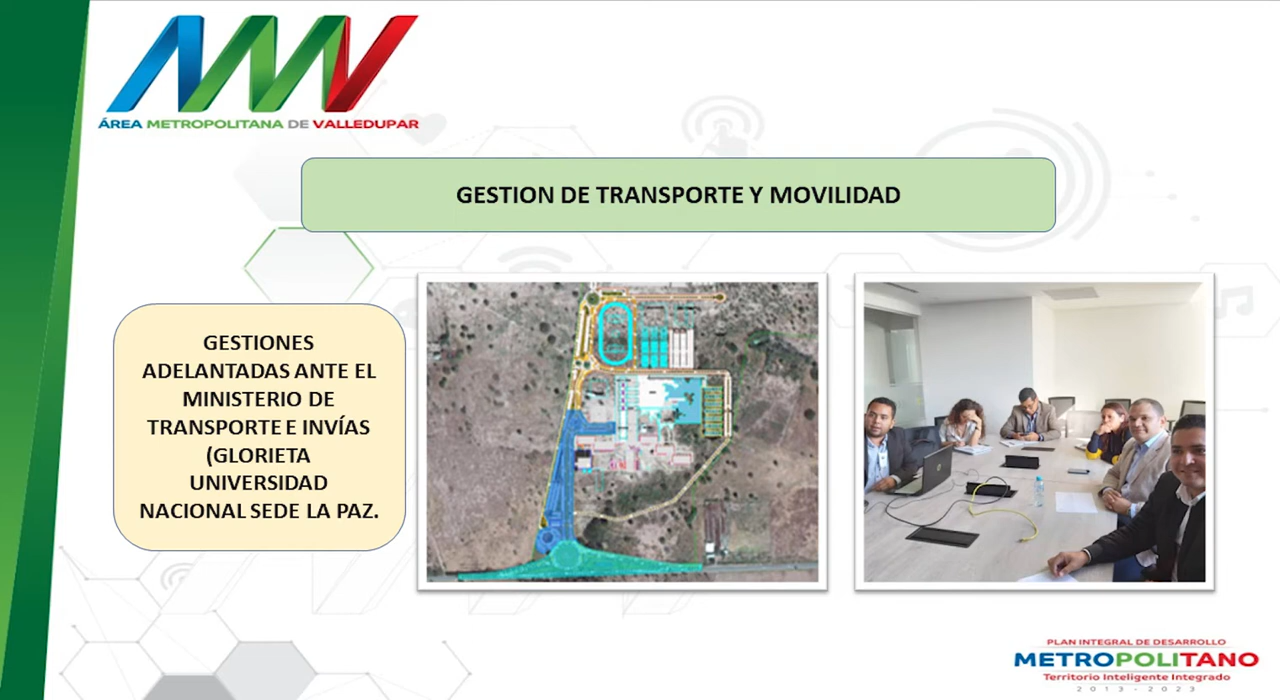 ÁREA METROPOLITANA DE VALLEDUPAR
GESTION DE TRANSPORTE Y MOVILIDAD
GESTIONES
ADELANTADAS ANTE EL
MINISTERIO DE
TRANSPORTE E INVÍAS
(GLORIETA
UNIVERSIDAD
NACIONAL SEDE LA PAZ.
PLAN INTEGRAL DE DESARROLLO
METROPOLITANO
Territorio Inteligente Integrado
2013-2023